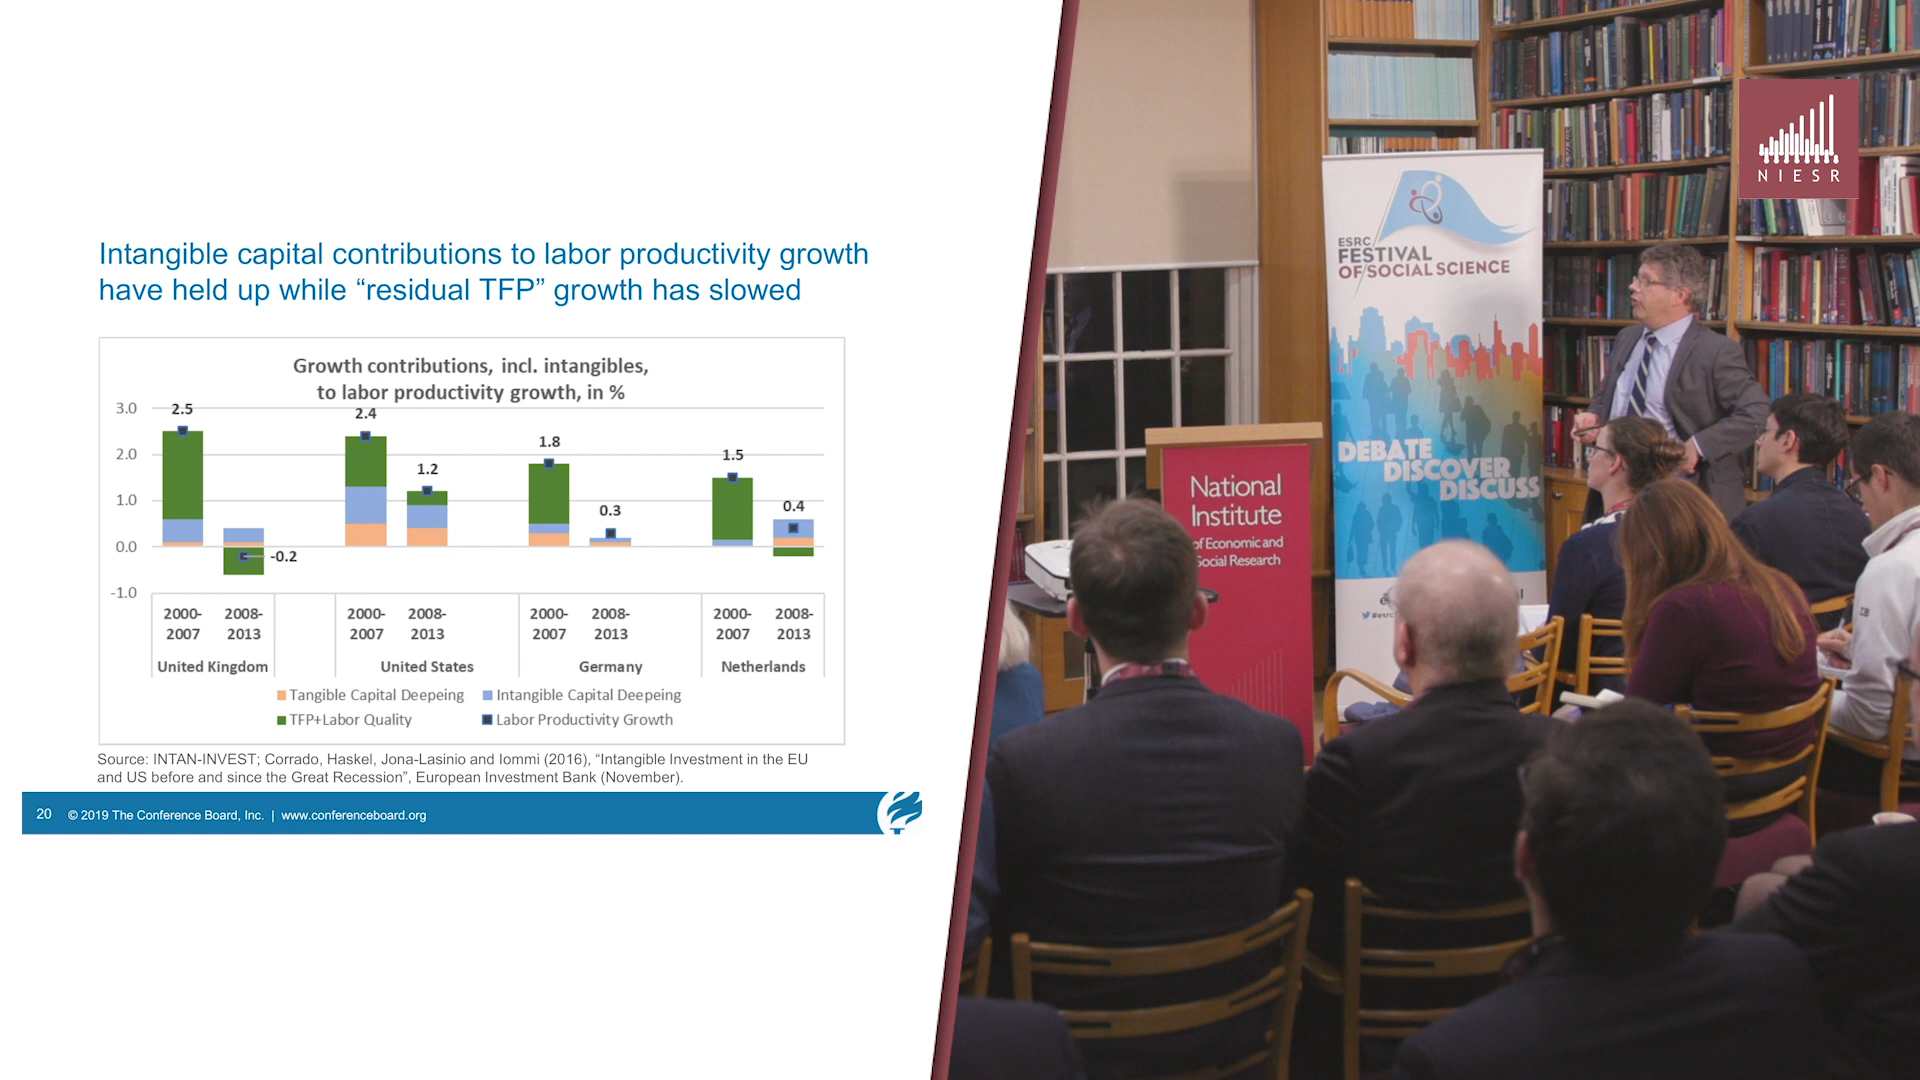 Intangible capital contributions to labor productivity growth
have held up while “residual TFP” growth has slowed
Growth contributions, incl. intangibles,
to labor productivity growth, in %
3.0
2.0
1.0
0.0
-1.0
2.5
-0.2
2.4
1.2
1.8
0.3
1.5
0.4
2000-
2007
2008-
2013
2000-
2007
2008-
2013
2000-
2007
2008-
2013
2000-
2007
2008-
2013
United Kingdom
United States
Germany
Netherlands
Tangible Capital Deepeing
Intangible Capital Deepeing
TFP+Labor Quality
Labor Productivity Growth
Source: INTAN-INVEST; Corrado, Haskel, Jona-Lasinio and Iommi (2016), “Intangible Investment in the EU
and US before and since the Great Recession”, European Investment Bank (November).
20 © 2019 The Conference Board, Inc. | www.conferenceboard.org
NIESR
ESRC
FESTIVAL
OF SOCIAL SCIENCE
DEBATE
DISCOVER
DISCUSS
National
Institute
of Economic and
Social Research